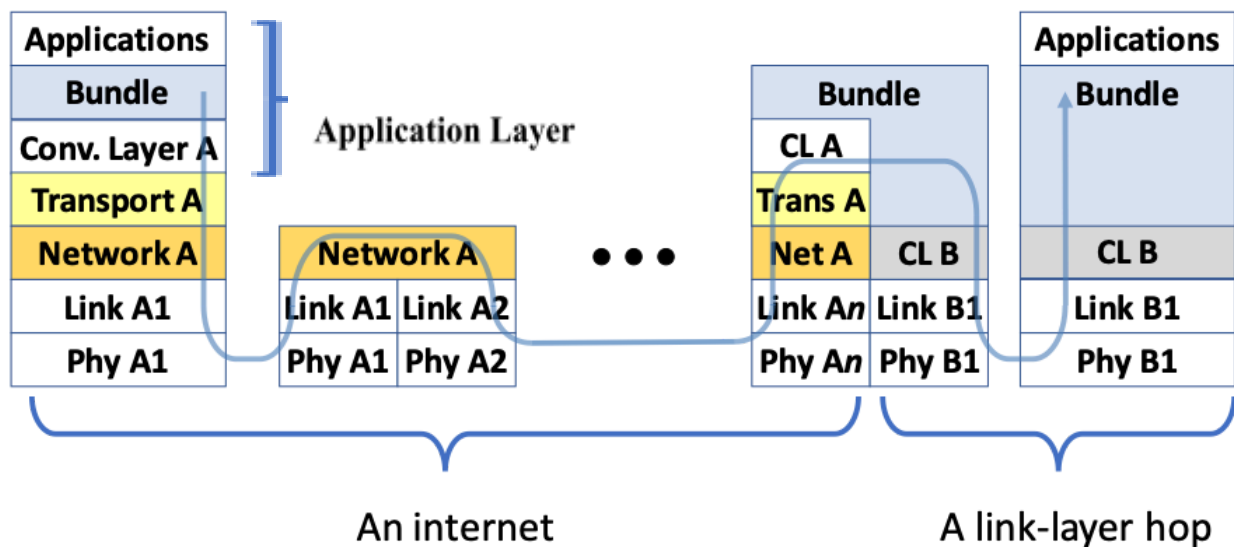 Applications
Bundle
Conv. Layer A
Transport A
Network A
Link A1
Phy A1
Application Layer
Network A
Link A1 Link A2
Phy A1 Phy A2
•••
Bundle
CL A
Trans A
Net A CL B
Link An Link B1
Phy An Phy B1
Applications
Bundle
CL B
Link B1
Phy B1
An internet
A link-layer hop